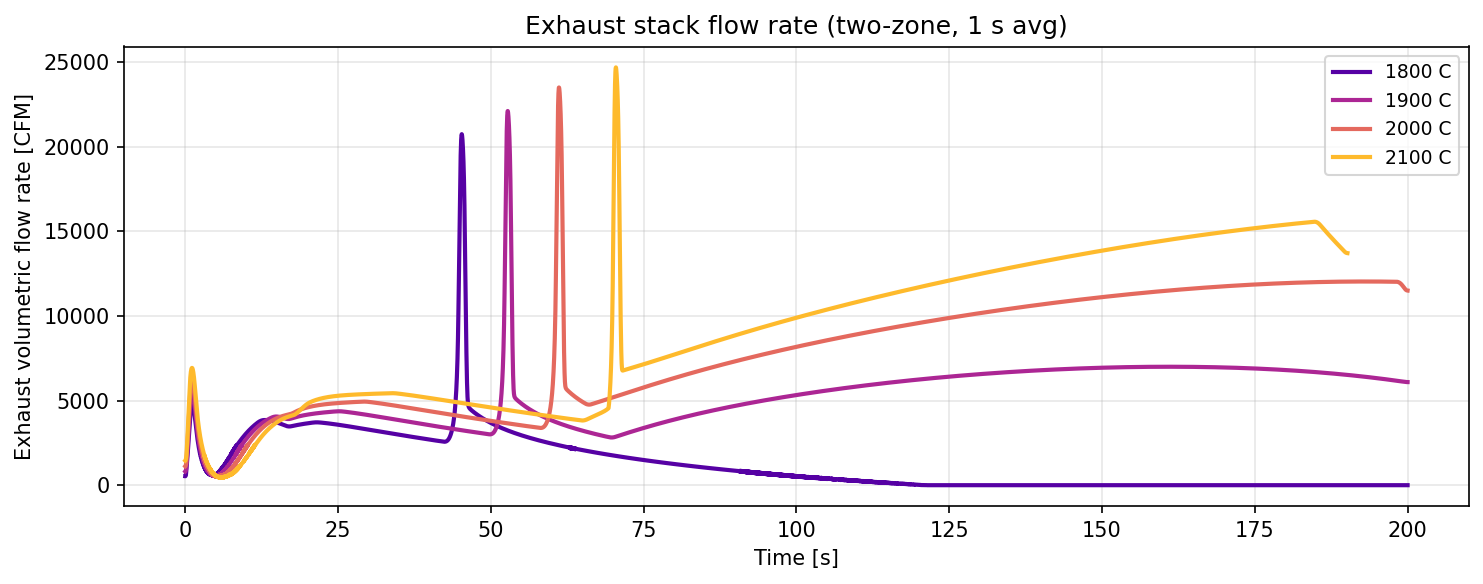 Exhaust stack flow rate (two-zone, 1 s avg)
Exhaust volumetric flow rate [CFM]
25000
20000
15000
10000
5000
0
1800 C
1900 C
2000 C
2100 C
0 25 50 75 100 125 150 175 200
Time [s]